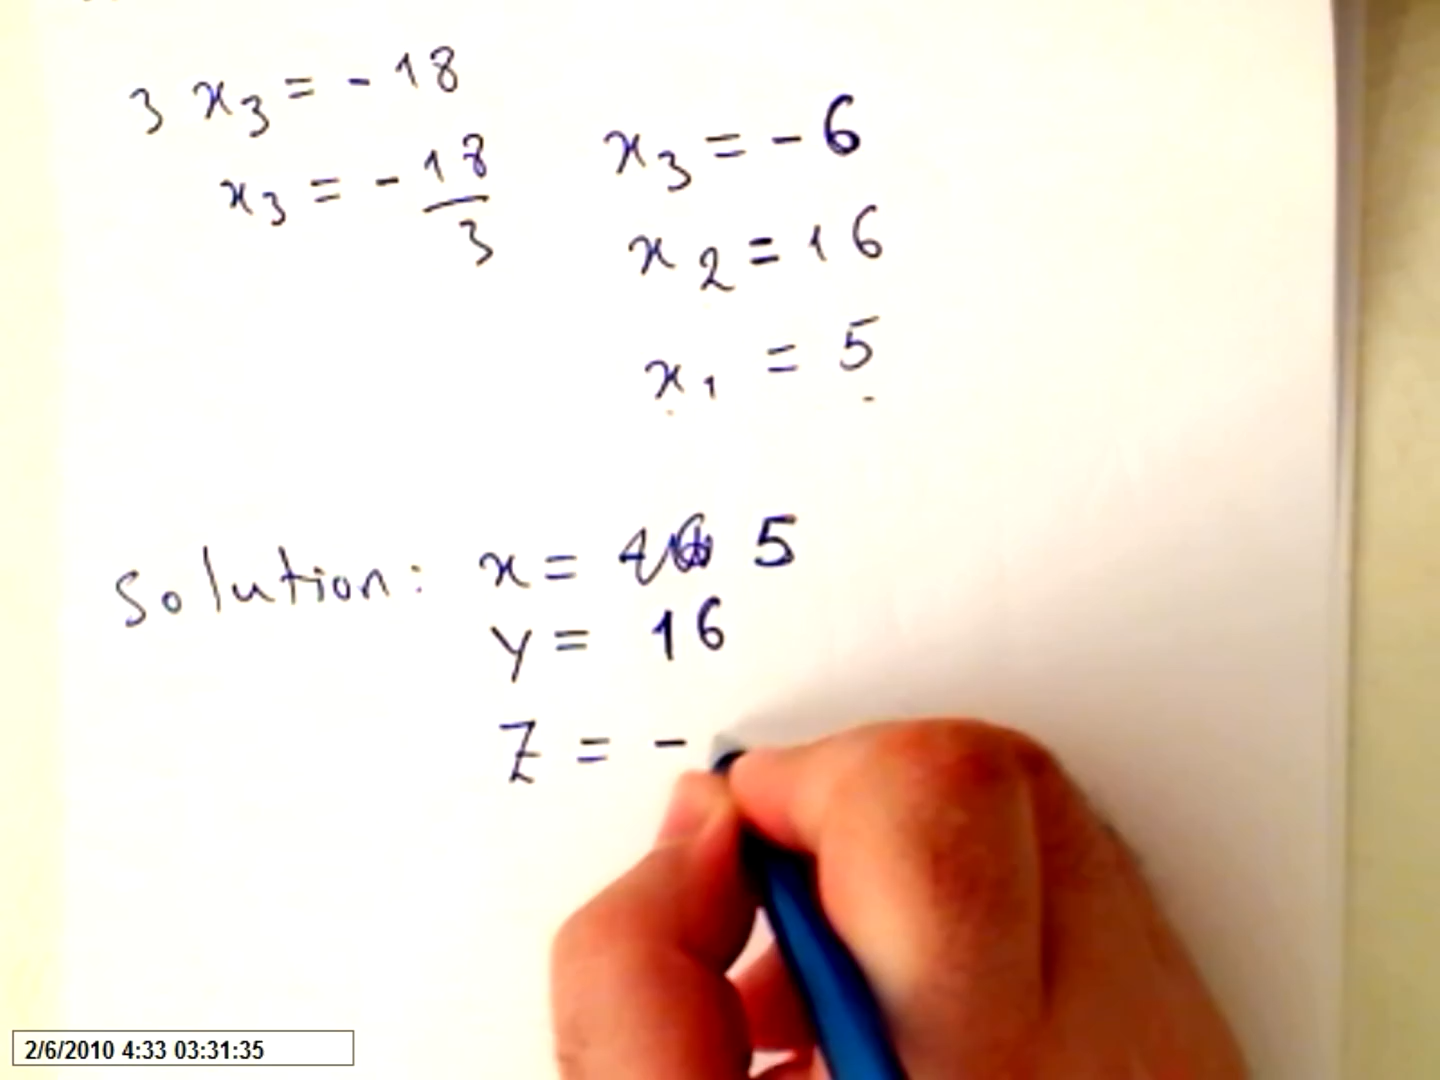 3 x₃ = - 18
x₃ = - 18/3
x₃ = - 6
x₂ = 16
x₁ = 5
Solution: x = 5
y = 16
Z = -
2/6/2010 4:33 03:31:35